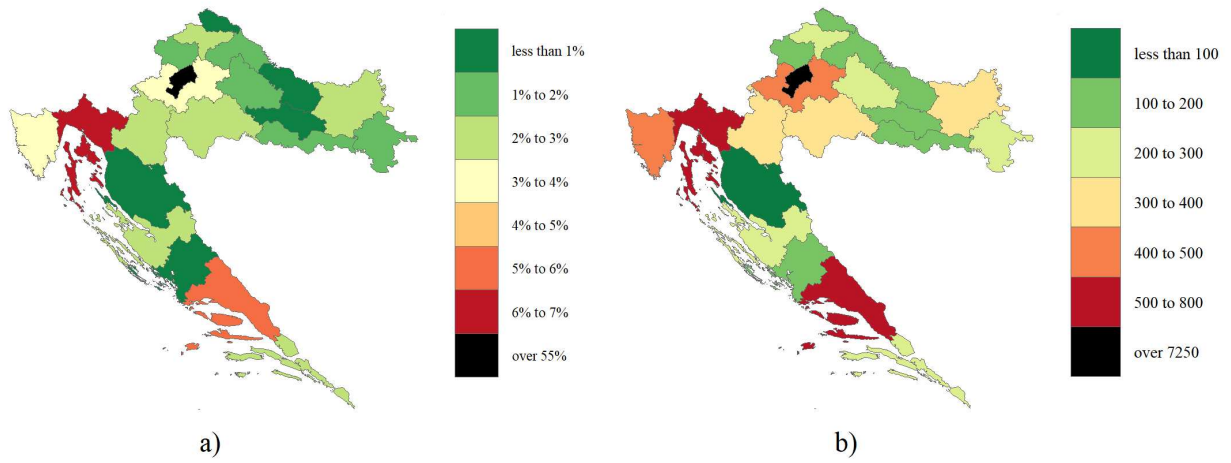 less than 1%
1% to 2%
2% to 3%
3% to 4%
4% to 5%
5% to 6%
6% to 7%
over 55%
a)
less than 100
100 to 200
200 to 300
300 to 400
400 to 500
500 to 800
over 7250
b)